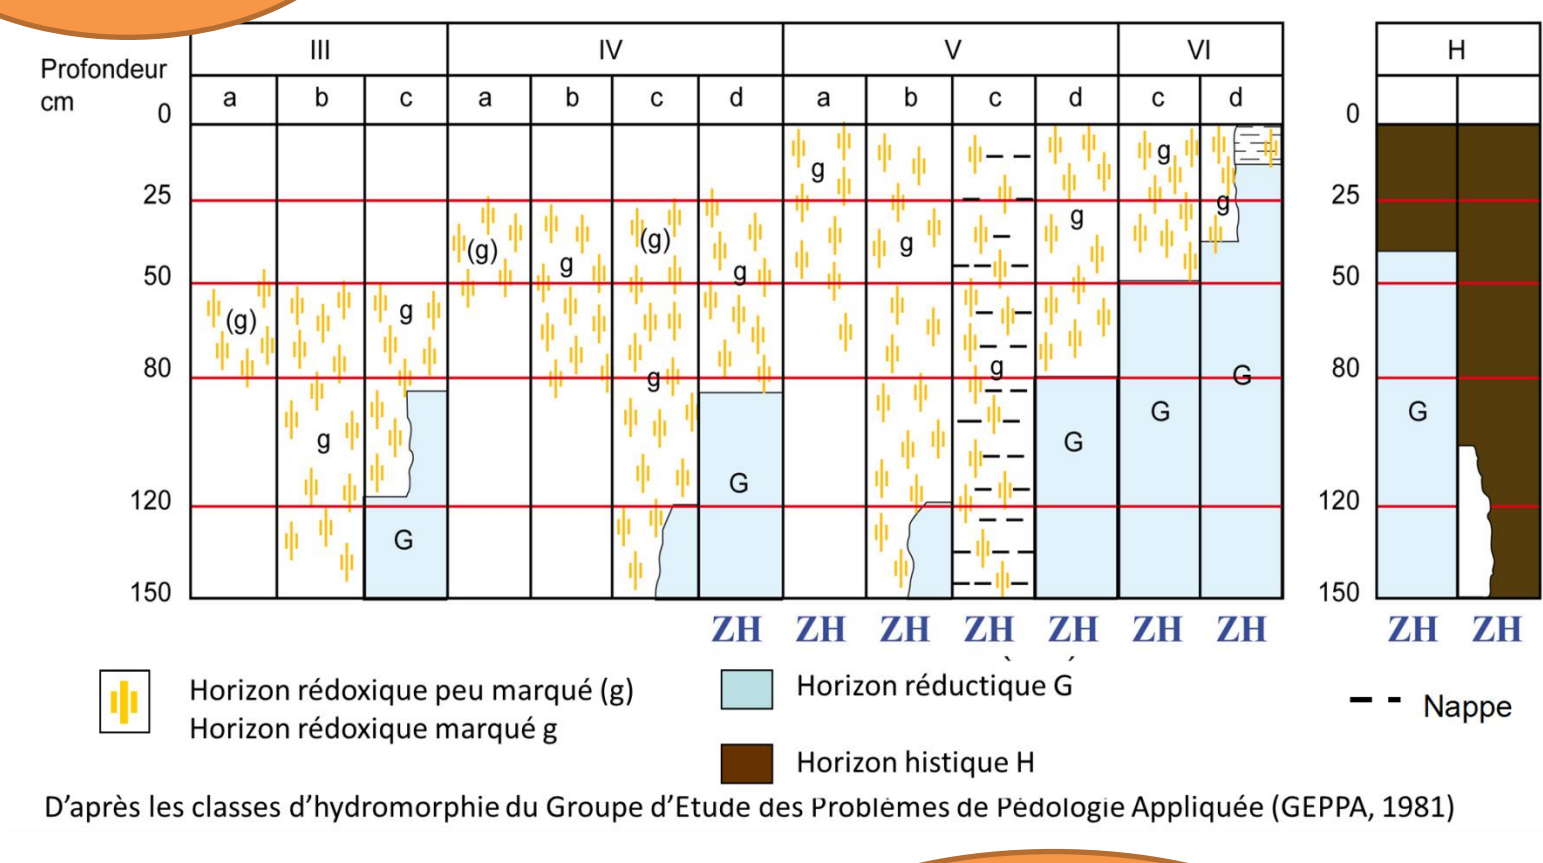 III IV V VI H
Profondeur
cm
a b c a b c d a b c d c d
0 0
g g
g
25 25
g g
(g) (g) g
g
g
50 50
(g) g
80 g g G 80
G G
g G
G
120 120
G
150 150
ZH ZH ZH ZH ZH ZH ZH ZH ZH
Horizon rédoxique peu marqué (g)
Horizon rédoxique marqué g
Horizon réductique G
Horizon histique H
Nappe
D'après les classes d'hydromorphie du Groupe d'Etude des Problèmes de Pédologie Appliquée (GEPPA, 1981)